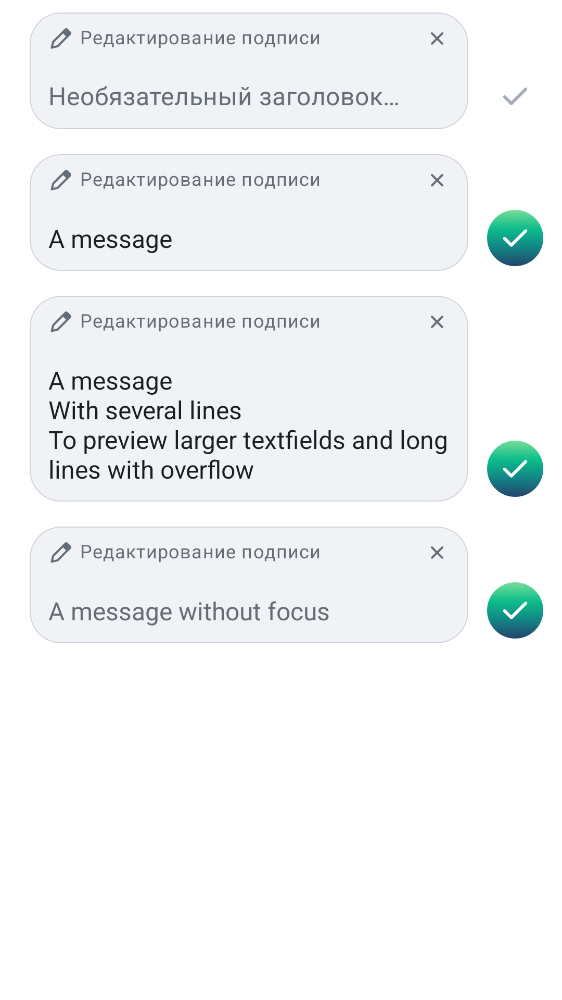 Редактирование подписи
Необязательный заголовок…
Редактирование подписи
A message
Редактирование подписи
A message
With several lines
To preview larger textfields and long
lines with overflow
Редактирование подписи
A message without focus